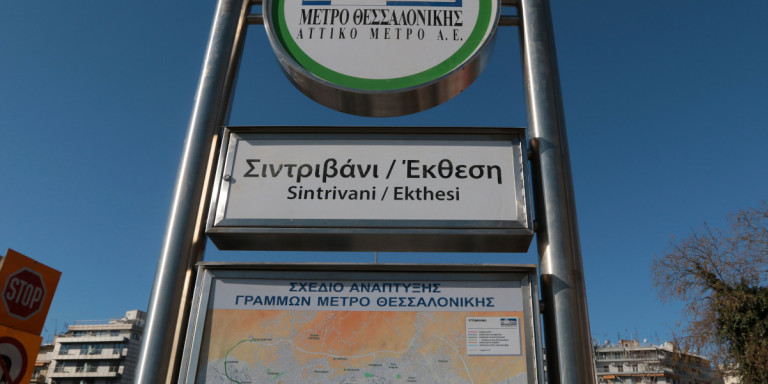 ΜΕΤΡΟ ΘΕΣΣΑΛΟΝΙΚΗΣ
ΑΤΤΙΚΟ ΜΕΤΡΟ Α.Ε.
Σιντριβάνι / Έκθεση
Sintrivani / Ekthesi
ΣΧΕΔΙΟ ΑΝΑΠΤΥΞΗΣ
ΓΡΑΜΜΩΝ ΜΕΤΡΟ ΘΕΣΣΑΛΟΝΙΚΗΣ
STOP